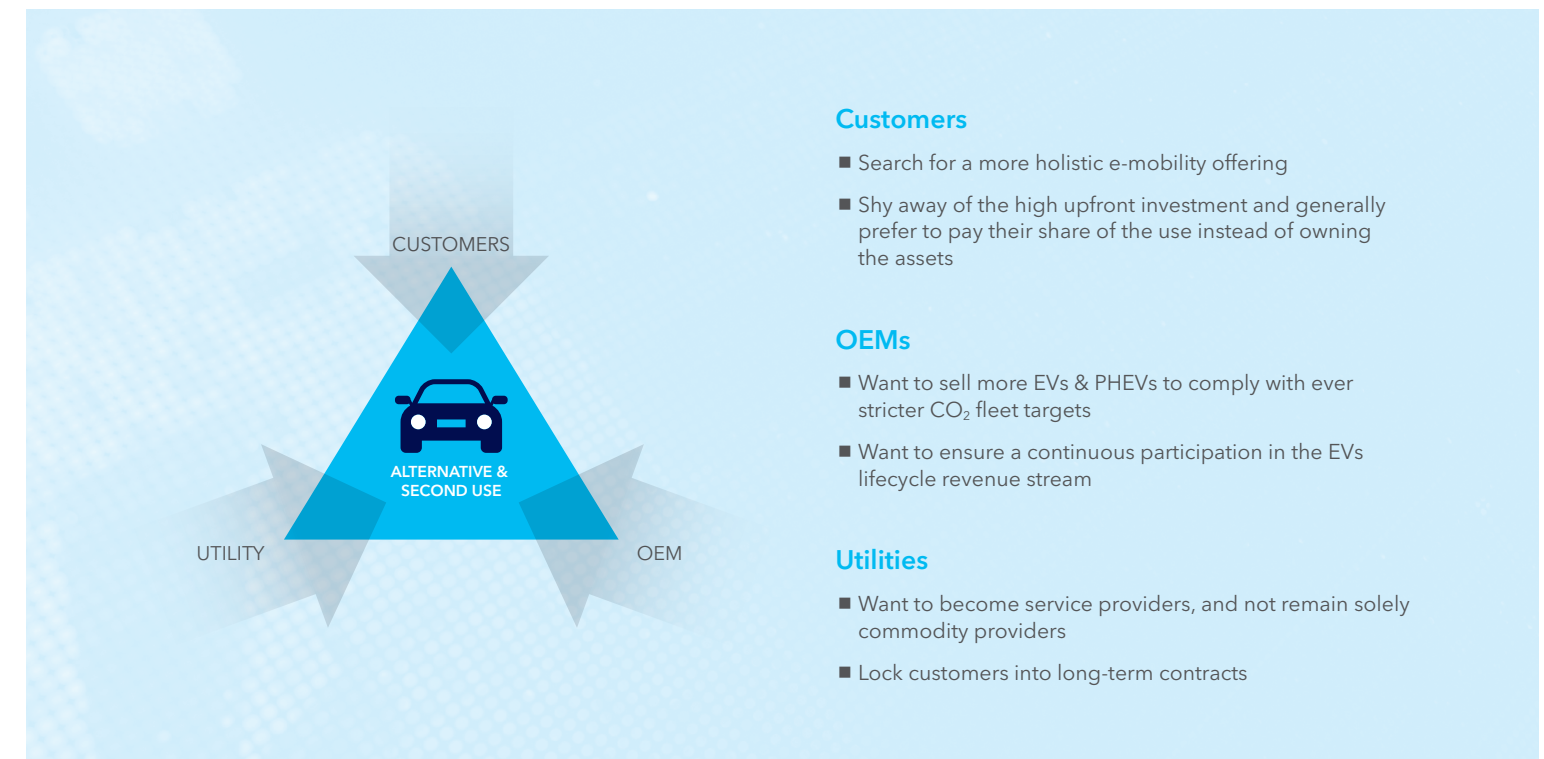 CUSTOMERS
ALTERNATIVE &
SECOND USE
UTILITY
OEM
Customers
■ Search for a more holistic e-mobility offering
■ Shy away of the high upfront investment and generally
prefer to pay their share of the use instead of owning
the assets
OEMs
■ Want to sell more EVs & PHEVs to comply with ever
stricter CO₂ fleet targets
■ Want to ensure a continuous participation in the EVs
lifecycle revenue stream
Utilities
■ Want to become service providers, and not remain solely
commodity providers
■ Lock customers into long-term contracts